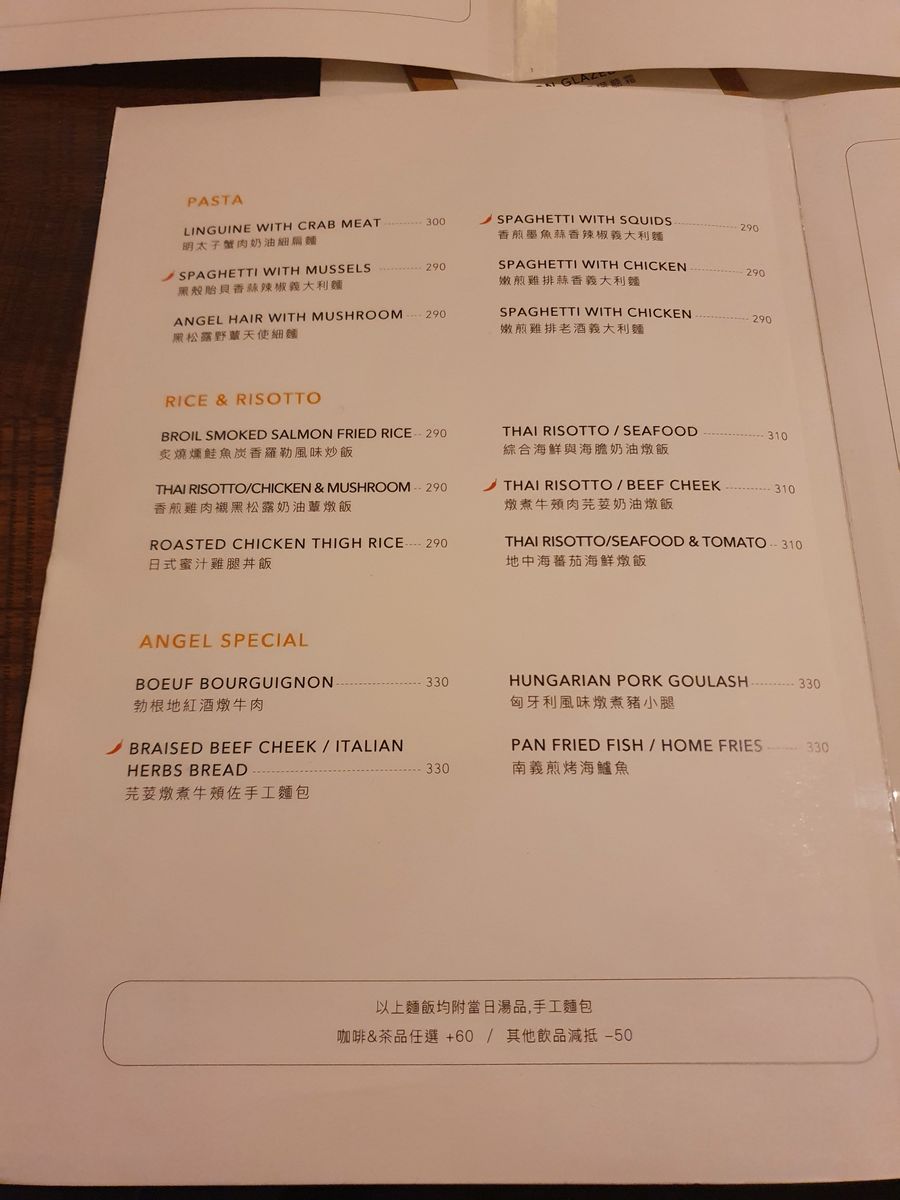 ON GLAZED
PASTA
LINGUINE WITH CRAB MEAT 300
明太子蟹肉奶油細扁麵
SPAGHETTI WITH MUSSELS 290
黑殼貽貝香蒜辣椒義大利麵
ANGEL HAIR WITH MUSHROOM 290
黑松露野蕈天使細麵
SPAGHETTI WITH SQUIDS 290
香煎墨魚蒜香辣椒義大利麵
SPAGHETTI WITH CHICKEN 290
嫩煎雞排蒜香義大利麵
SPAGHETTI WITH CHICKEN 290
嫩煎雞排老酒義大利麵
RICE & RISOTTO
BROIL SMOKED SALMON FRIED RICE 290
炙燒燻鮭魚炭香羅勒風味炒飯
THAI RISOTTO/CHICKEN & MUSHROOM 290
香煎雞肉襯黑松露奶油蕈燉飯
ROASTED CHICKEN THIGH RICE 290
日式蜜汁雞腿丼飯
THAI RISOTTO / SEAFOOD 310
綜合海鮮與海膽奶油燉飯
THAI RISOTTO / BEEF CHEEK 310
燉煮牛頰肉芫荽奶油燉飯
THAI RISOTTO/SEAFOOD & TOMATO 310
地中海蕃茄海鮮燉飯
ANGEL SPECIAL
BOEUF BOURGUIGNON 330
勃根地紅酒燉牛肉
BRAISED BEEF CHEEK / ITALIAN
HERBS BREAD 330
芫荽燉煮牛頰佐手工麵包
HUNGARIAN PORK GOULASH 330
匈牙利風味燉煮豬小腿
PAN FRIED FISH / HOME FRIES 330
南義煎烤海鱸魚
以上麵飯均附當日湯品,手工麵包
咖啡&茶品任選 +60 / 其他飲品減抵 -50